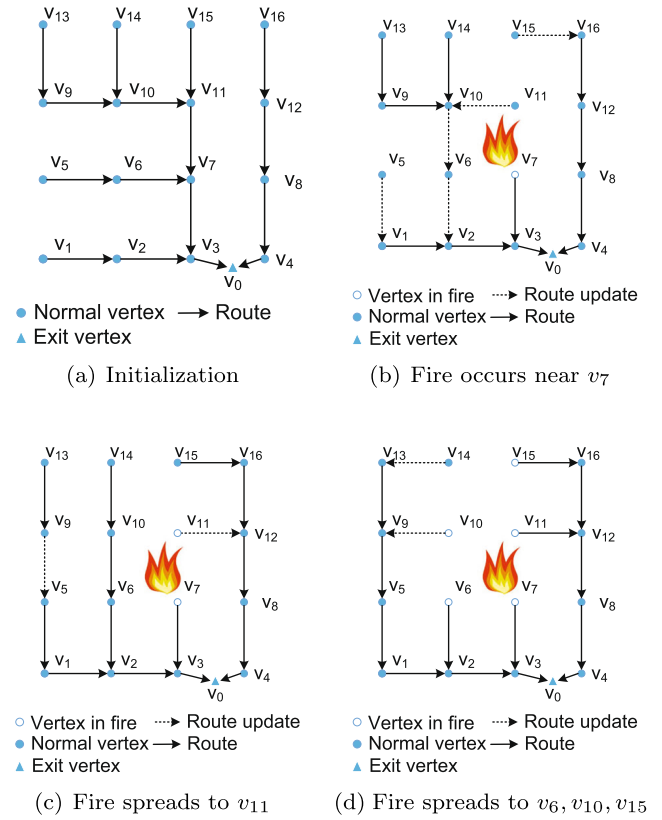 v13 v14 v15 v16
v9 v10 v11 v12
v5 v6 v7 v8
v1 v2 v3 v4
v0
Normal vertex Route
Exit vertex
(a) Initialization
v13 v14 v15 v16
v9 v10 v11 v12
v5 v6 v7 v8
v1 v2 v3 v4
v0
Vertex in fire Route update
Normal vertex Route
Exit vertex
(b) Fire occurs near v7
v13 v14 v15 v16
v9 v10 v11 v12
v5 v6 v7 v8
v1 v2 v3 v4
v0
Vertex in fire Route update
Normal vertex Route
Exit vertex
(c) Fire spreads to v11
v13 v14 v15 v16
v9 v10 v11 v12
v5 v6 v7 v8
v1 v2 v3 v4
v0
Vertex in fire Route update
Normal vertex Route
Exit vertex
(d) Fire spreads to v6, v10, v15